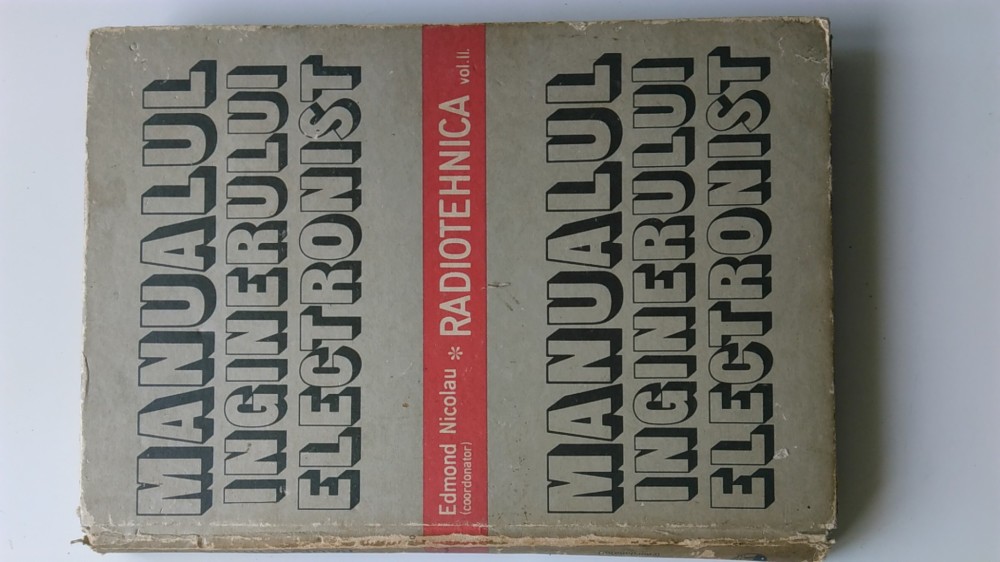 MANUALUL
INGINERULUI
ELECTRONIST
Edmond Nicolau
(coordonator)
* RADIOTEHNICA vol. II.
MANUALUL
INGINERULUI
ELECTRONIST